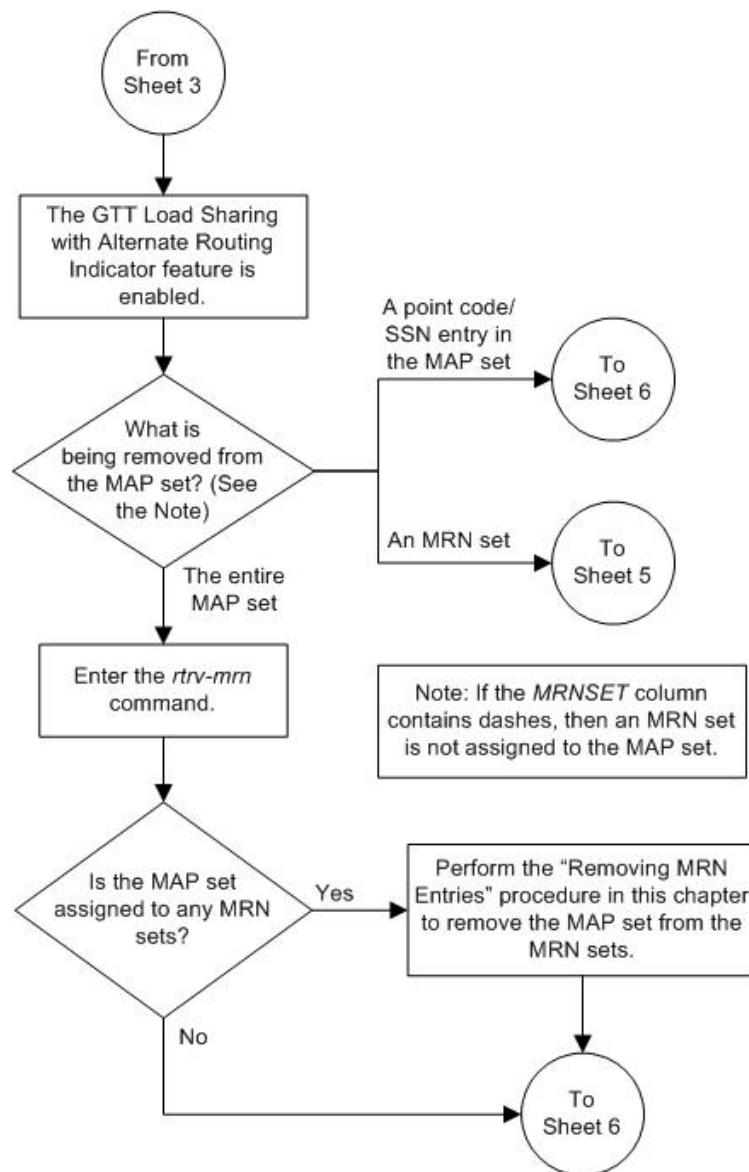 From
Sheet 3
The GTT Load Sharing
with Alternate Routing
Indicator feature is
enabled.
A point code/
SSN entry in
the MAP set
To
Sheet 6
What is
being removed from
the MAP set? (See
the Note)
An MRN set
To
Sheet 5
The entire
MAP set
Enter the rtrv-mrn
command.
Note: If the MRNSET column
contains dashes, then an MRN set
is not assigned to the MAP set.
Is the MAP set
assigned to any MRN
sets?
Yes
Perform the “Removing MRN
Entries” procedure in this chapter
to remove the MAP set from the
MRN sets.
No
To
Sheet 6